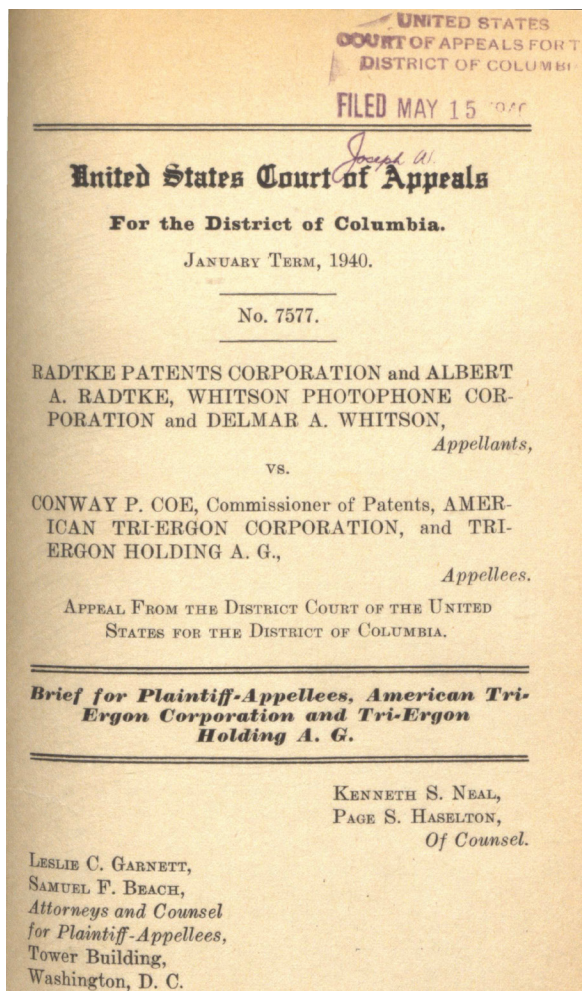 UNITED STATES
COURT OF APPEALS FOR T
DISTRICT OF COLUMBI
FILED MAY 15
Joseph W.
United States Court of Appeals
For the District of Columbia.
JANUARY TERM, 1940.
No. 7577.
RADTKE PATENTS CORPORATION and ALBERT
A. RADTKE, WHITSON PHOTOPHONE COR-
PORATION and DELMAR A. WHITSON,
Appellants,
vs.
CONWAY P. COE, Commissioner of Patents, AMER-
ICAN TRI-ERGON CORPORATION, and TRI-
ERGON HOLDING A. G.,
Appellees.
APPEAL FROM THE DISTRICT COURT OF THE UNITED
STATES FOR THE DISTRICT OF COLUMBIA.
Brief for Plaintiff-Appellees, American Tri-
Ergon Corporation and Tri-Ergon
Holding A. G.
KENNETH S. NEAL,
PAGE S. HASELTON,
Of Counsel.
LESLIE C. GARNETT,
SAMUEL F. BEACH,
Attorneys and Counsel
for Plaintiff-Appellees,
Tower Building,
Washington, D. C.